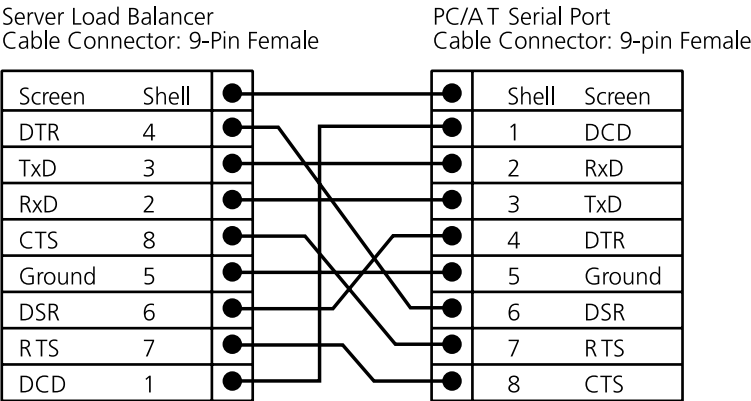 Server Load Balancer
Cable Connector: 9-Pin Female
PC/AT Serial Port
Cable Connector: 9-pin Female
Screen Shell Shell Screen
DTR 4 1 DCD
TxD 3 2 RxD
RxD 2 3 TxD
CTS 8 4 DTR
Ground 5 5 Ground
DSR 6 6 DSR
RTS 7 7 RTS
DCD 1 8 CTS